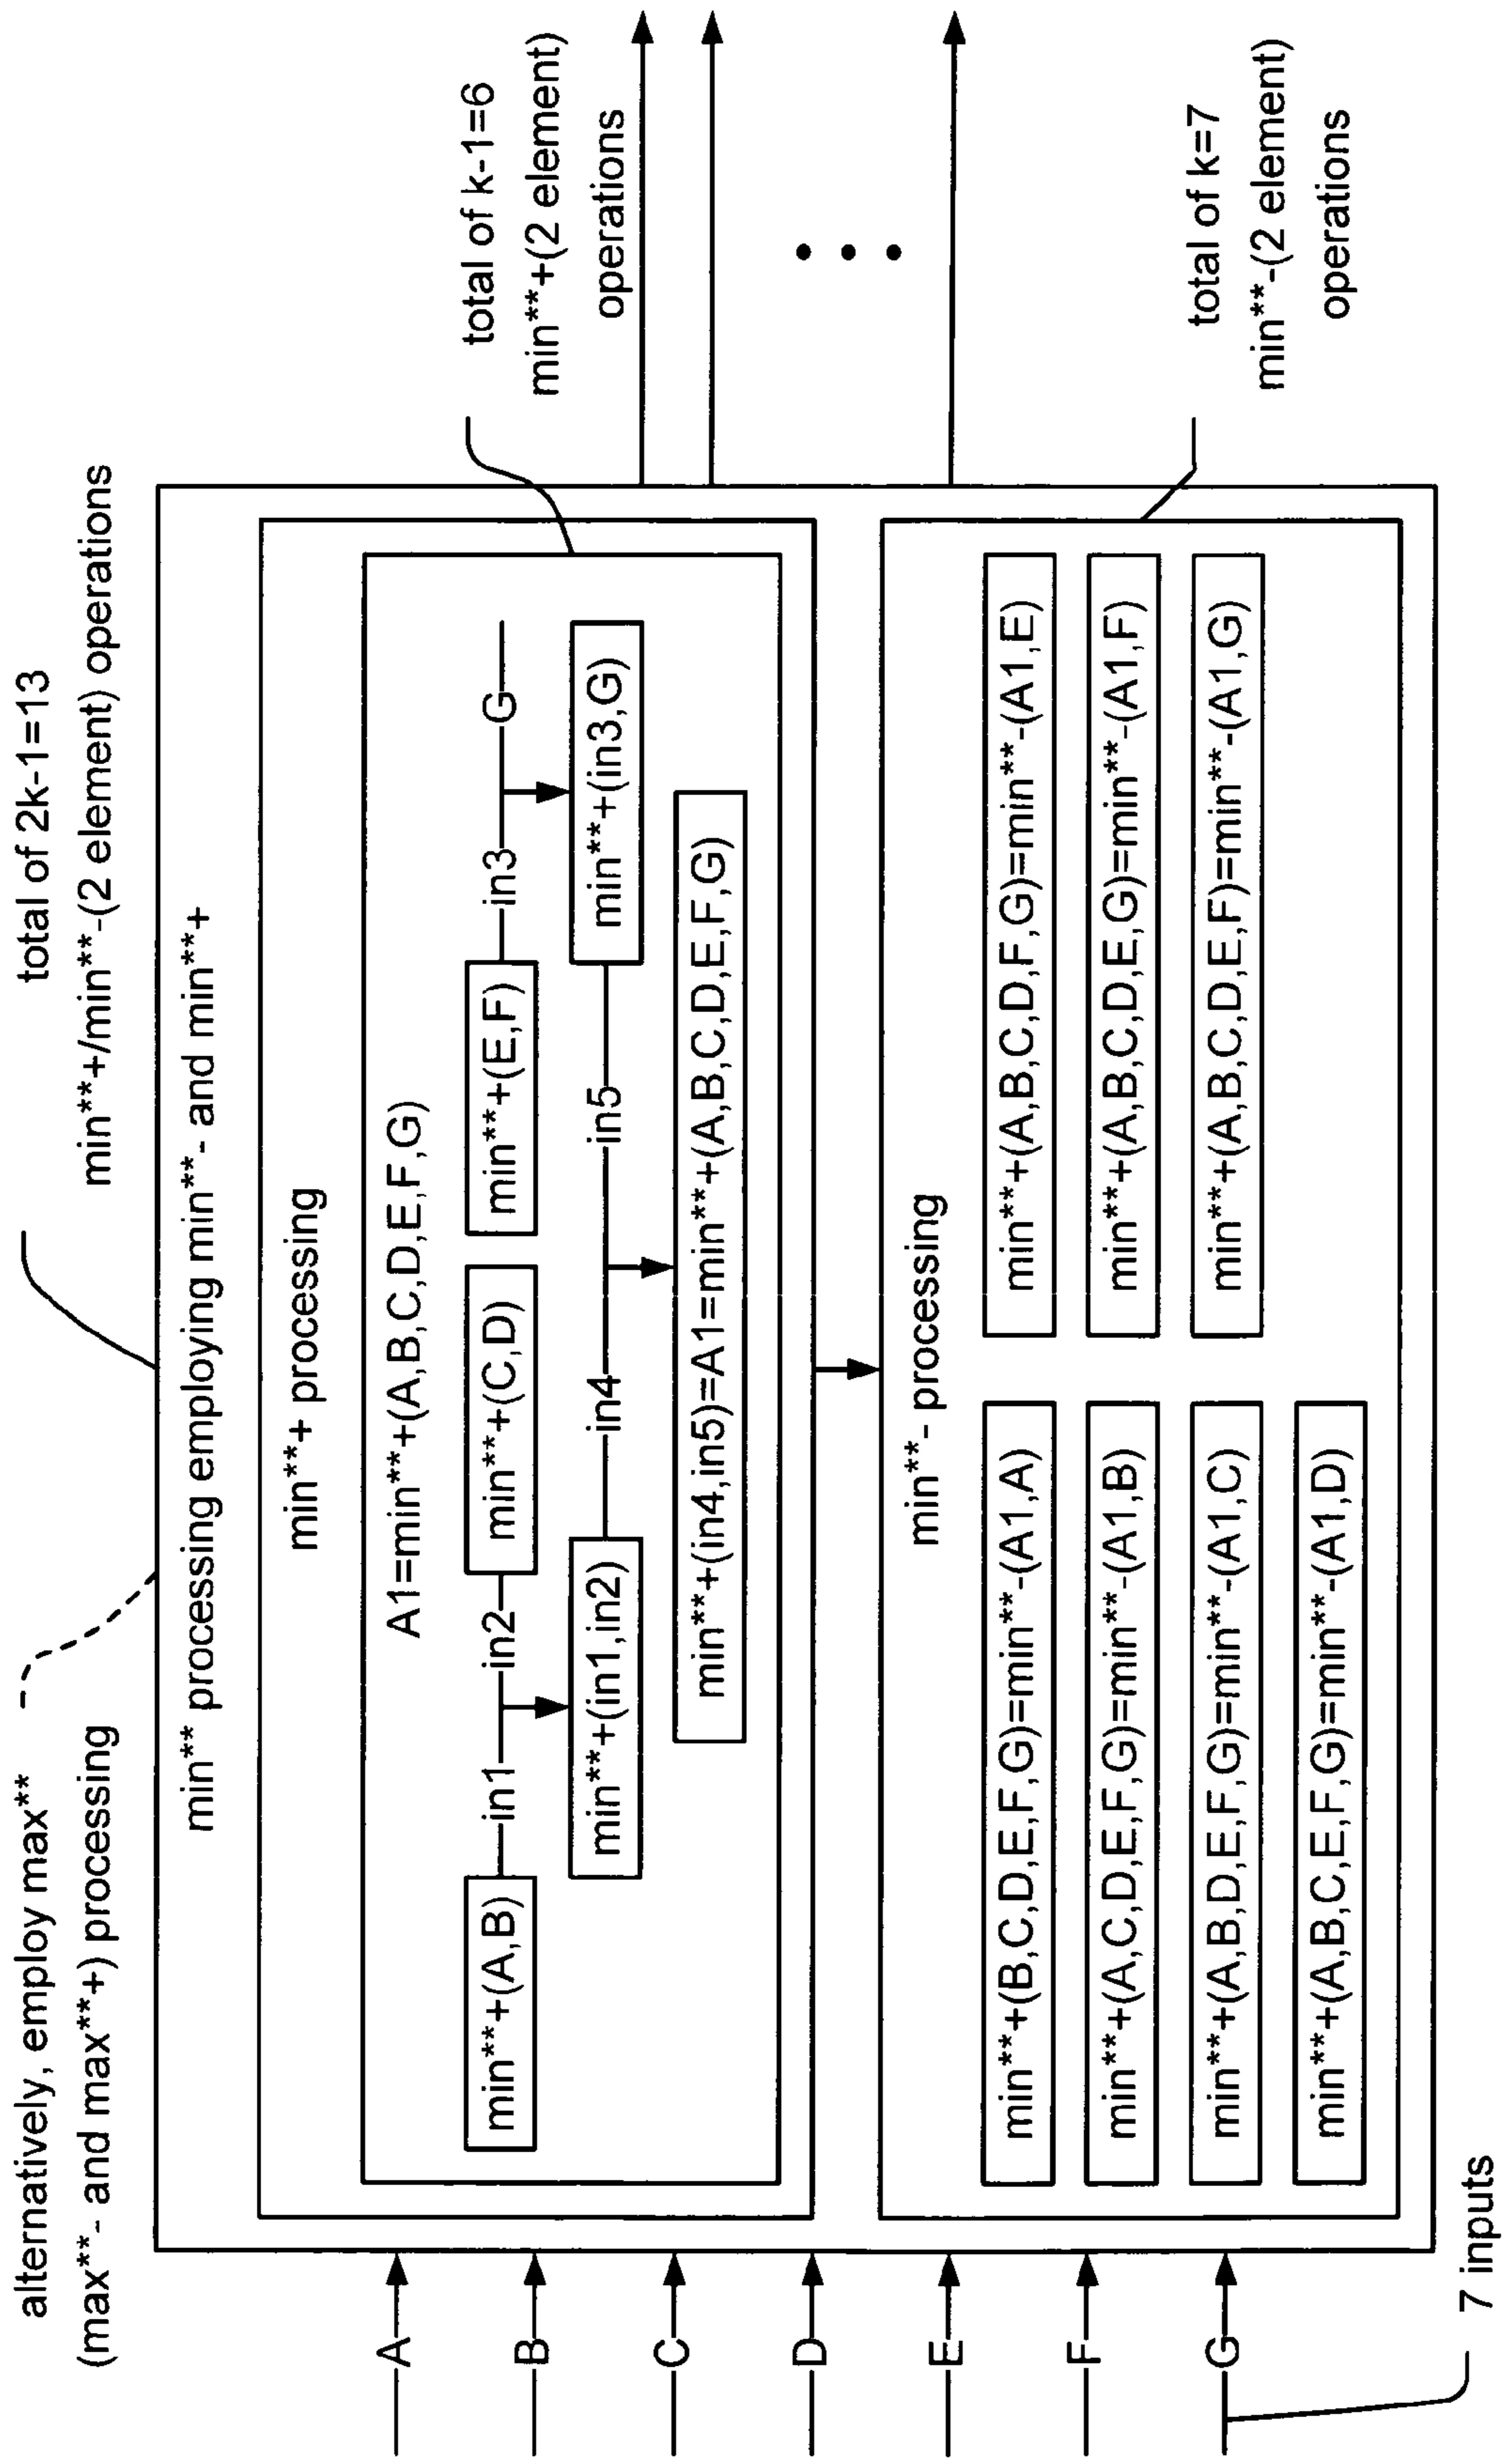 alternatively, employ max**
(max**- and max**+) processing
total of 2k-1=13
min**+/min**-(2 element) operations
min** processing employing min**- and min**+
min**+ processing
A1=min**+(A,B,C,D,E,F,G)
min**+(A,B)
in1
in2
min**+(C,D)
min**+(E,F)
in3
G
min**+(in1,in2)
in4
in5
min**+(in3,G)
min**+(in4,in5)=A1=min**+(A,B,C,D,E,F,G)
total of k-1=6
min**+(2 element)
operations
min**- processing
min**+(B,C,D,E,F,G)=min**-(A1,A)
min**+(A,C,D,E,F,G)=min**-(A1,B)
min**+(A,B,D,E,F,G)=min**-(A1,C)
min**+(A,B,C,E,F,G)=min**-(A1,D)
min**+(A,B,C,D,F,G)=min**-(A1,E)
min**+(A,B,C,D,E,G)=min**-(A1,F)
min**+(A,B,C,D,E,F)=min**-(A1,G)
total of k=7
min**-(2 element)
operations
A
B
C
D
E
F
G
7 inputs